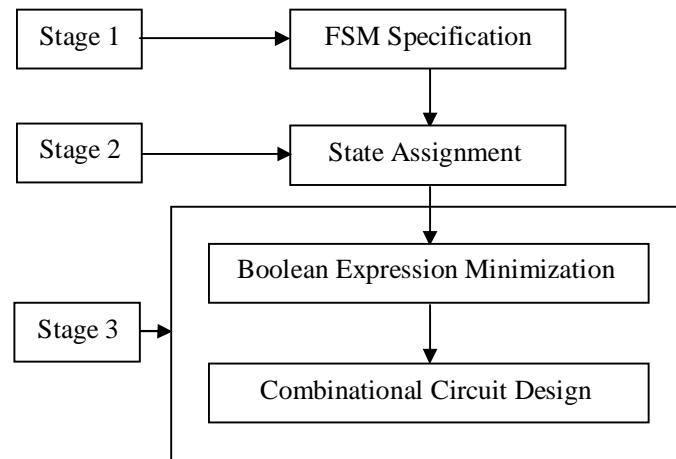 Stage 1
FSM Specification
Stage 2
State Assignment
Boolean Expression Minimization
Stage 3
Combinational Circuit Design